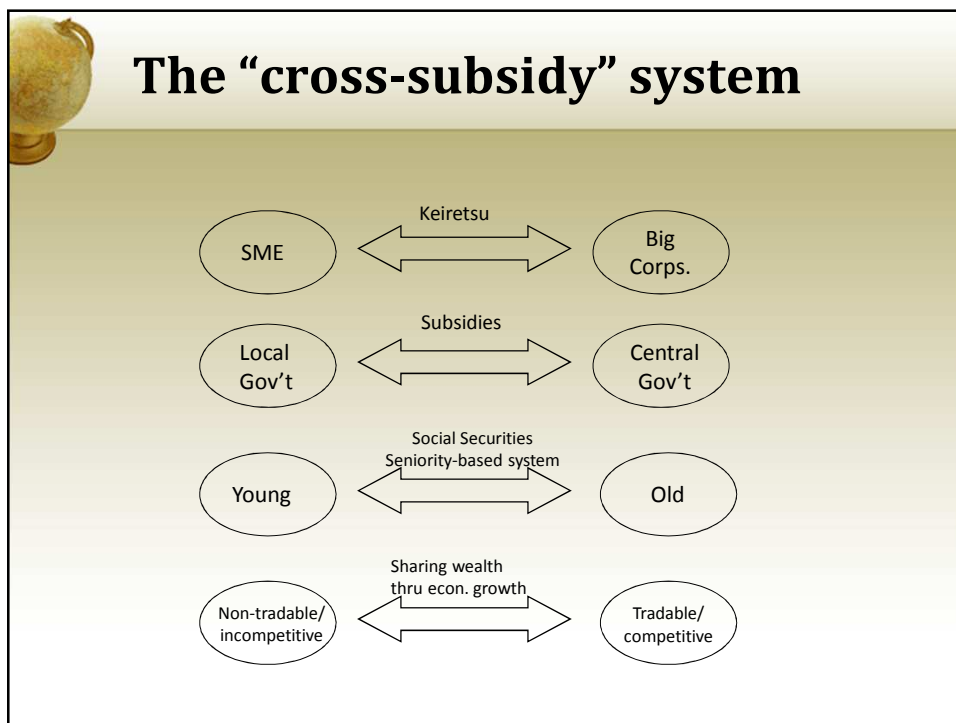 The “cross-subsidy” system
Keiretsu
SME
Big
Corps.
Subsidies
Local
Gov’t
Central
Gov’t
Social Securities
Seniority-based system
Young
Old
Sharing wealth
thru econ. growth
Non-tradable/
incompetitive
Tradable/
competitive